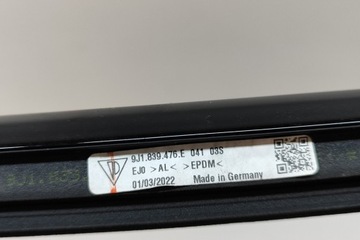 9J1.839.476.E 041 03S
EJ0 >AL< >EPDM<
01/03/2022 Made in Germany